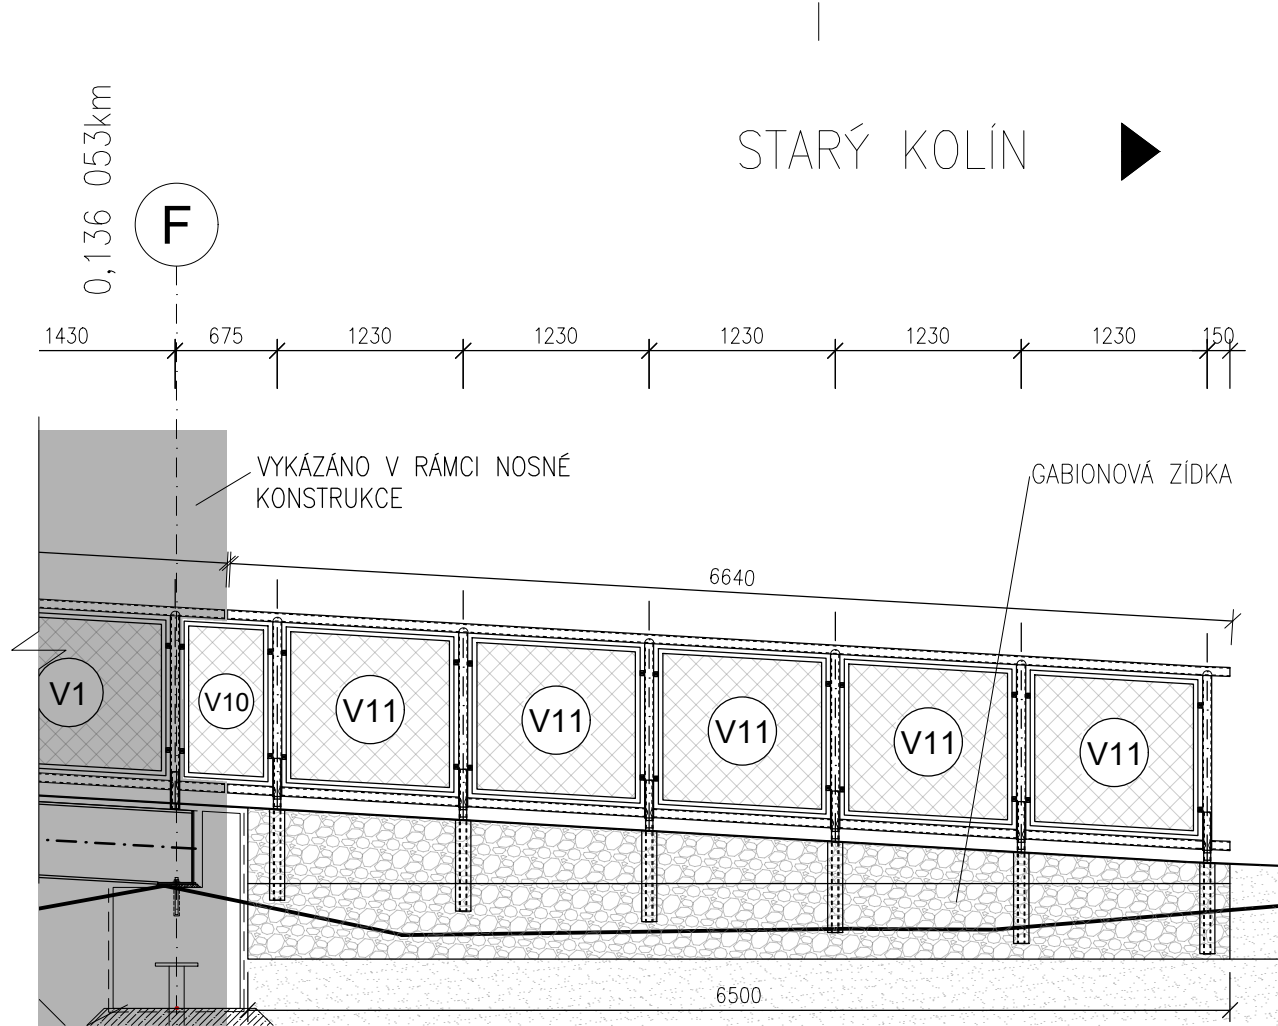 0,136 053km
STARÝ KOLÍN
F
1430 675 1230 1230 1230 1230 1230 150
VYKÁZÁNO V RÁMCI NOSNÉ
KONSTRUKCE
GABIONOVÁ ZÍDKA
6640
V1 V10 V11 V11 V11 V11 V11
6500